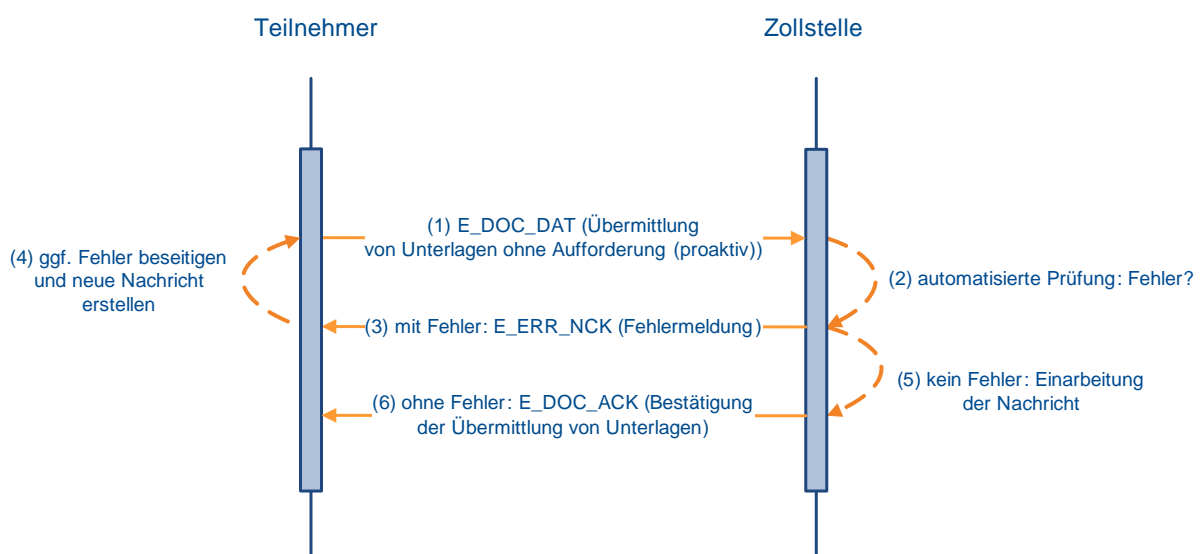 Teilnehmer
Zollstelle
(1) E_DOC_DAT (Übermittlung
von Unterlagen ohne Aufforderung (proaktiv))
(4) ggf. Fehler beseitigen
und neue Nachricht
erstellen
(2) automatisierte Prüfung: Fehler?
(3) mit Fehler: E_ERR_NCK (Fehlermeldung)
(5) kein Fehler: Einarbeitung
der Nachricht
(6) ohne Fehler: E_DOC_ACK (Bestätigung
der Übermittlung von Unterlagen)